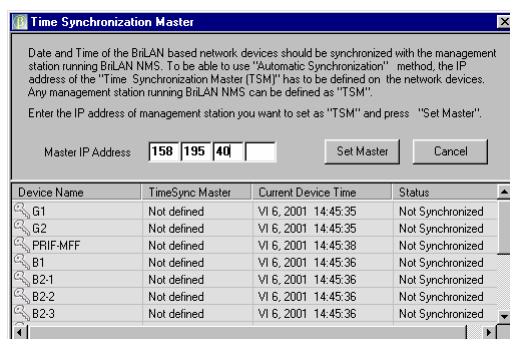 Time Synchronization Master
Date and Time of the BriLAN based network devices should be synchronized with the management
station running BriLAN NMS. To be able to use "Automatic Synchronization" method, the IP
address of the "Time Synchronization Master (TSM)" has to be defined on the network devices.
Any management station running BriLAN NMS can be defined as "TSM".
Enter the IP address of management station you want to set as "TSM" and press "Set Master".
Master IP Address 158 195 40 Set Master Cancel
Device Name TimeSync Master Current Device Time Status
G1 Not defined VI 6, 2001 14:45:35 Not Synchronized
G2 Not defined VI 6, 2001 14:45:35 Not Synchronized
PRIF-MFF Not defined VI 6, 2001 14:45:38 Not Synchronized
B1 Not defined VI 6, 2001 14:45:36 Not Synchronized
B2-1 Not defined VI 6, 2001 14:45:36 Not Synchronized
B2-2 Not defined VI 6, 2001 14:45:36 Not Synchronized
B2-3 Not defined VI 6, 2001 14:45:36 Not Synchronized